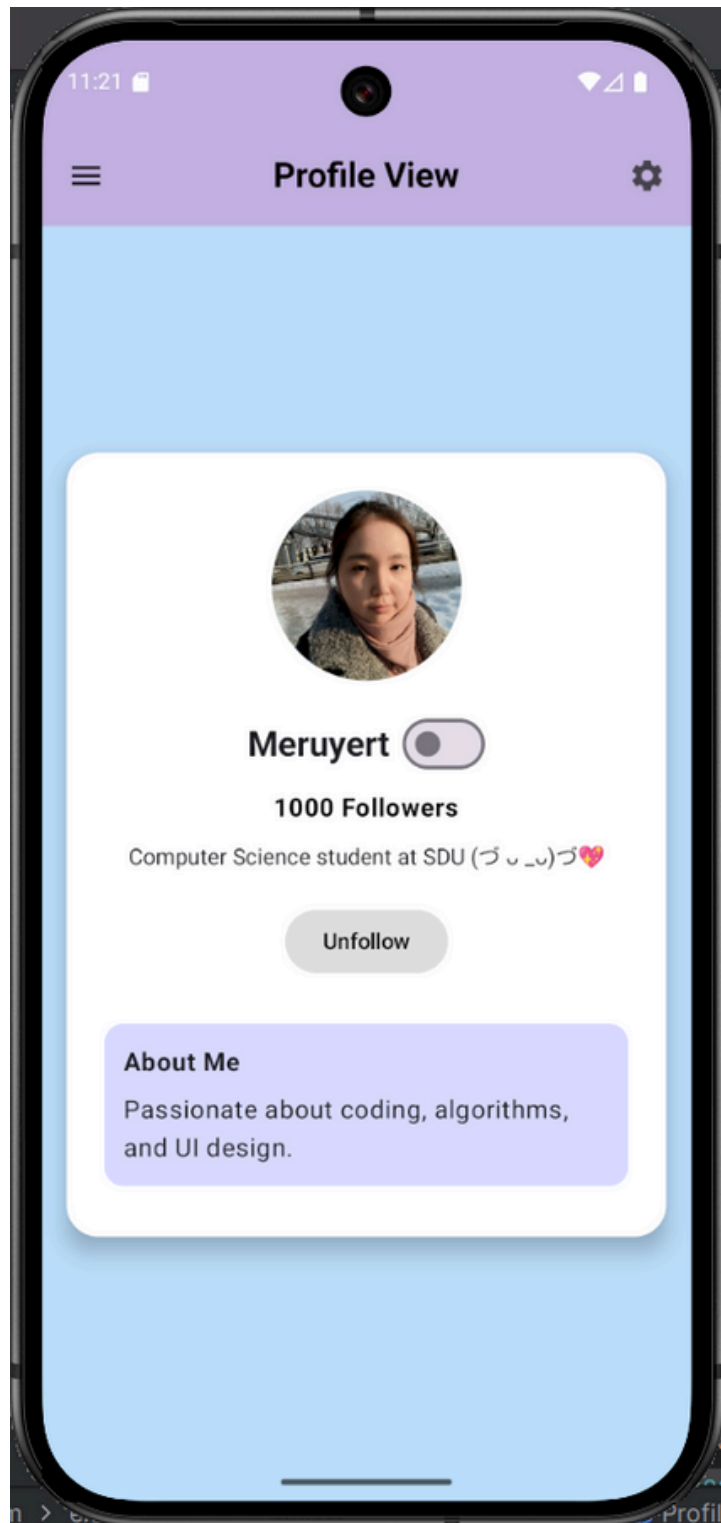 11:21
Profile View
Meruyert
1000 Followers
Computer Science student at SDU (づ ᴗ _ᴗ)づ💖
Unfollow
About Me
Passionate about coding, algorithms,
and UI design.